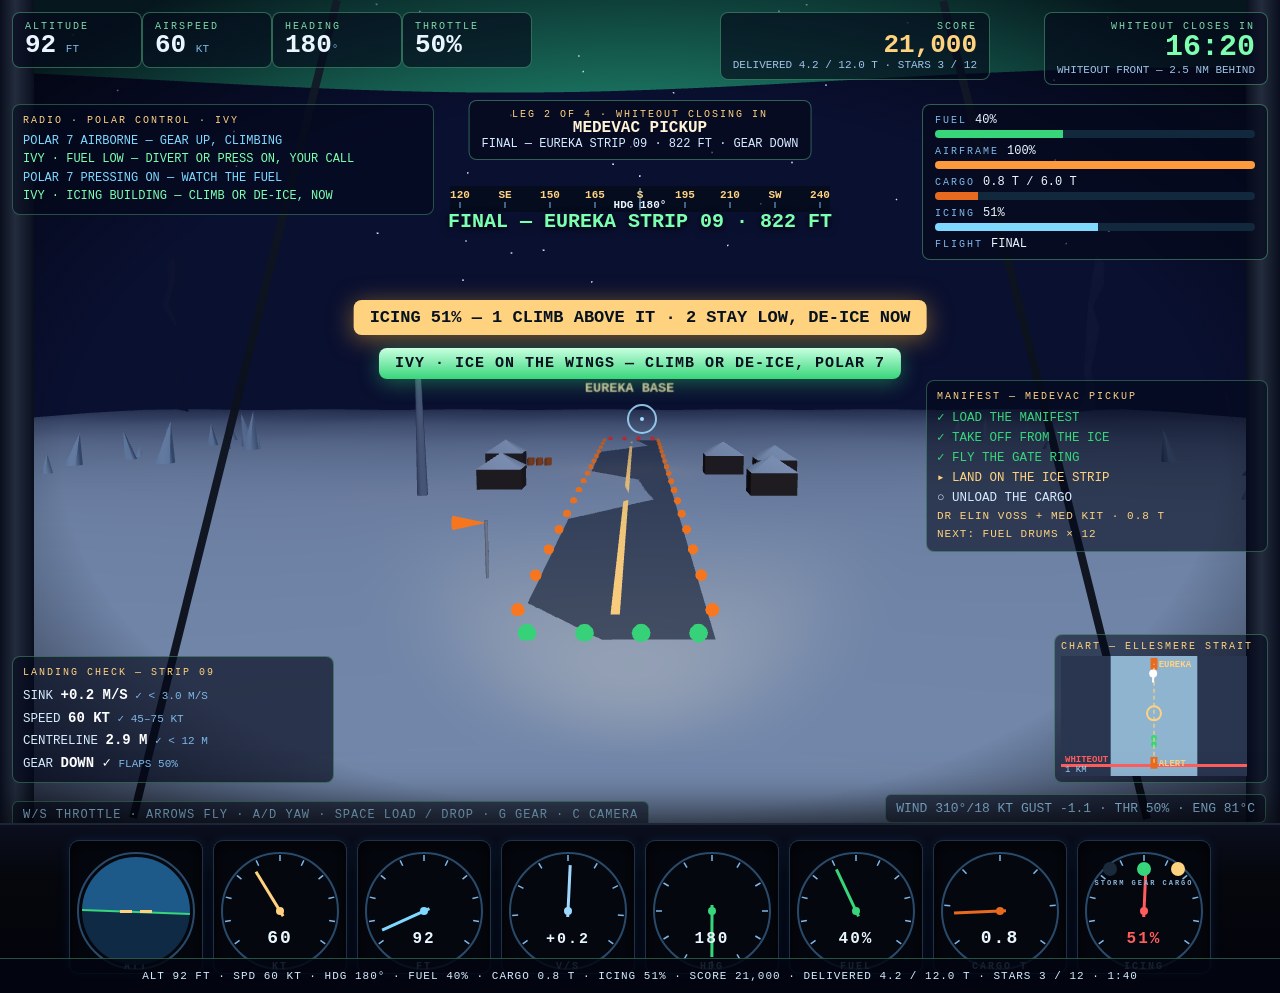 ALTITUDE
92 FT
AIRSPEED
60 KT
HEADING
180°
THROTTLE
50%
SCORE
21,000
DELIVERED 4.2 / 12.0 T · STARS 3 / 12
WHITEOUT CLOSES IN
16:20
WHITEOUT FRONT — 2.5 NM BEHIND
RADIO · POLAR CONTROL · IVY
POLAR 7 AIRBORNE — GEAR UP, CLIMBING
IVY · FUEL LOW — DIVERT OR PRESS ON, YOUR CALL
POLAR 7 PRESSING ON — WATCH THE FUEL
IVY · ICING BUILDING — CLIMB OR DE-ICE, NOW
LEG 2 OF 4 · WHITEOUT CLOSING IN
MEDEVAC PICKUP
FINAL — EUREKA STRIP 09 · 822 FT · GEAR DOWN
120 SE 150 165 S 195 210 SW 240
HDG 180°
FINAL — EUREKA STRIP 09 · 822 FT
FUEL 40%
AIRFRAME 100%
CARGO 0.8 T / 6.0 T
ICING 51%
FLIGHT FINAL
ICING 51% — 1 CLIMB ABOVE IT · 2 STAY LOW, DE-ICE NOW
IVY · ICE ON THE WINGS — CLIMB OR DE-ICE, POLAR 7
EUREKA BASE
MANIFEST — MEDEVAC PICKUP
✓ LOAD THE MANIFEST
✓ TAKE OFF FROM THE ICE
✓ FLY THE GATE RING
▸ LAND ON THE ICE STRIP
○ UNLOAD THE CARGO
DR ELIN VOSS + MED KIT · 0.8 T
NEXT: FUEL DRUMS × 12
LANDING CHECK — STRIP 09
SINK +0.2 M/S ✓ < 3.0 M/S
SPEED 60 KT ✓ 45–75 KT
CENTRELINE 2.9 M ✓ < 12 M
GEAR DOWN ✓ FLAPS 50%
CHART — ELLESMERE STRAIT
EUREKA
WHITEOUT
1 KM
ALERT
W/S THROTTLE · ARROWS FLY · A/D YAW · SPACE LOAD / DROP · G GEAR · C CAMERA
WIND 310°/18 KT GUST -1.1 · THR 50% · ENG 81°C
STORM GEAR CARGO
60
92
+0.2
180
40%
0.8
51%
ATT
KT
FT
V/S
HDG
FUEL
CARGO T
ICING
ALT 92 FT · SPD 60 KT · HDG 180° · FUEL 40% · CARGO 0.8 T · ICING 51% · SCORE 21,000 · DELIVERED 4.2 / 12.0 T · STARS 3 / 12 · 1:40